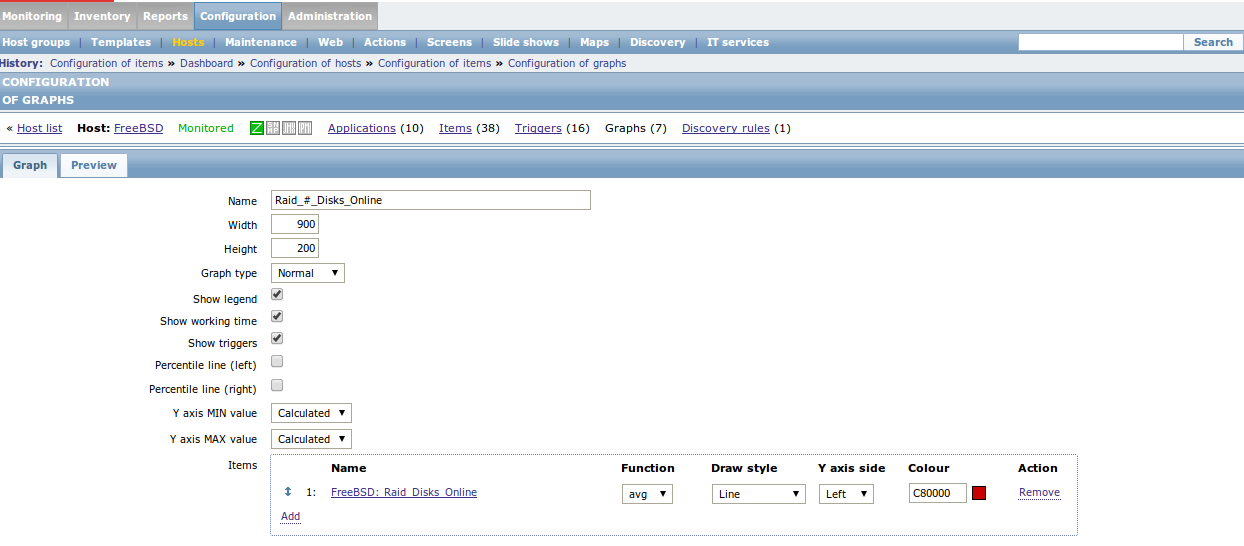 Monitoring Inventory Reports Configuration Administration
Host groups | Templates | Hosts | Maintenance | Web | Actions | Screens | Slide shows | Maps | Discovery | IT services Search
History: Configuration of items » Dashboard » Configuration of hosts » Configuration of items » Configuration of graphs
CONFIGURATION
OF GRAPHS
« Host list Host: FreeBSD Monitored Z Applications (10) Items (38) Triggers (16) Graphs (7) Discovery rules (1)
Graph Preview
Name Raid_#_Disks_Online
Width 900
Height 200
Graph type Normal
Show legend
Show working time
Show triggers
Percentile line (left)
Percentile line (right)
Y axis MIN value Calculated
Y axis MAX value Calculated
Items Name Function Draw style Y axis side Colour Action
1: FreeBSD: Raid_Disks_Online avg Line Left C80000 Remove
Add